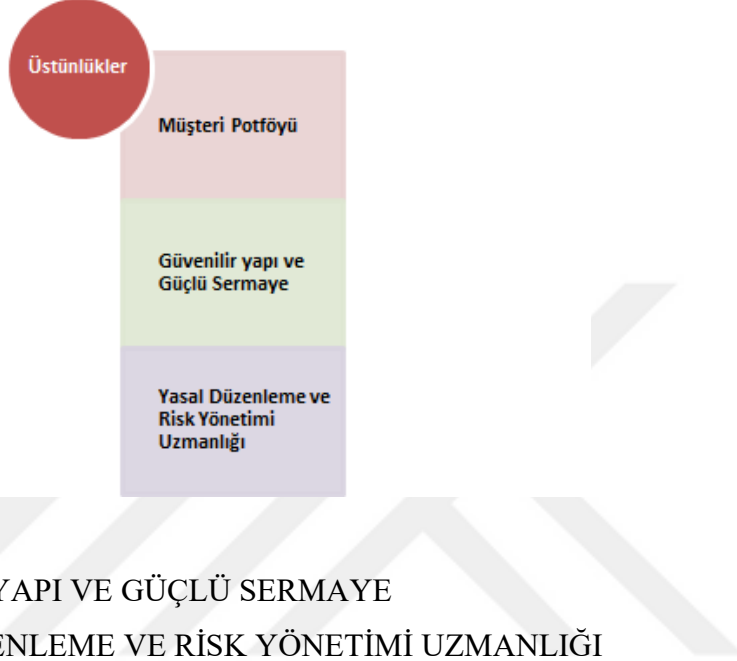 Üstünlükler
Müşteri Potföyü
Güvenilir yapı ve
Güçlü Sermaye
Yasal Düzenleme ve
Risk Yönetimi
Uzmanlığı
YAPI VE GÜÇLÜ SERMAYE
ENLEME VE RİSK YÖNETİMİ UZMANLIĞI